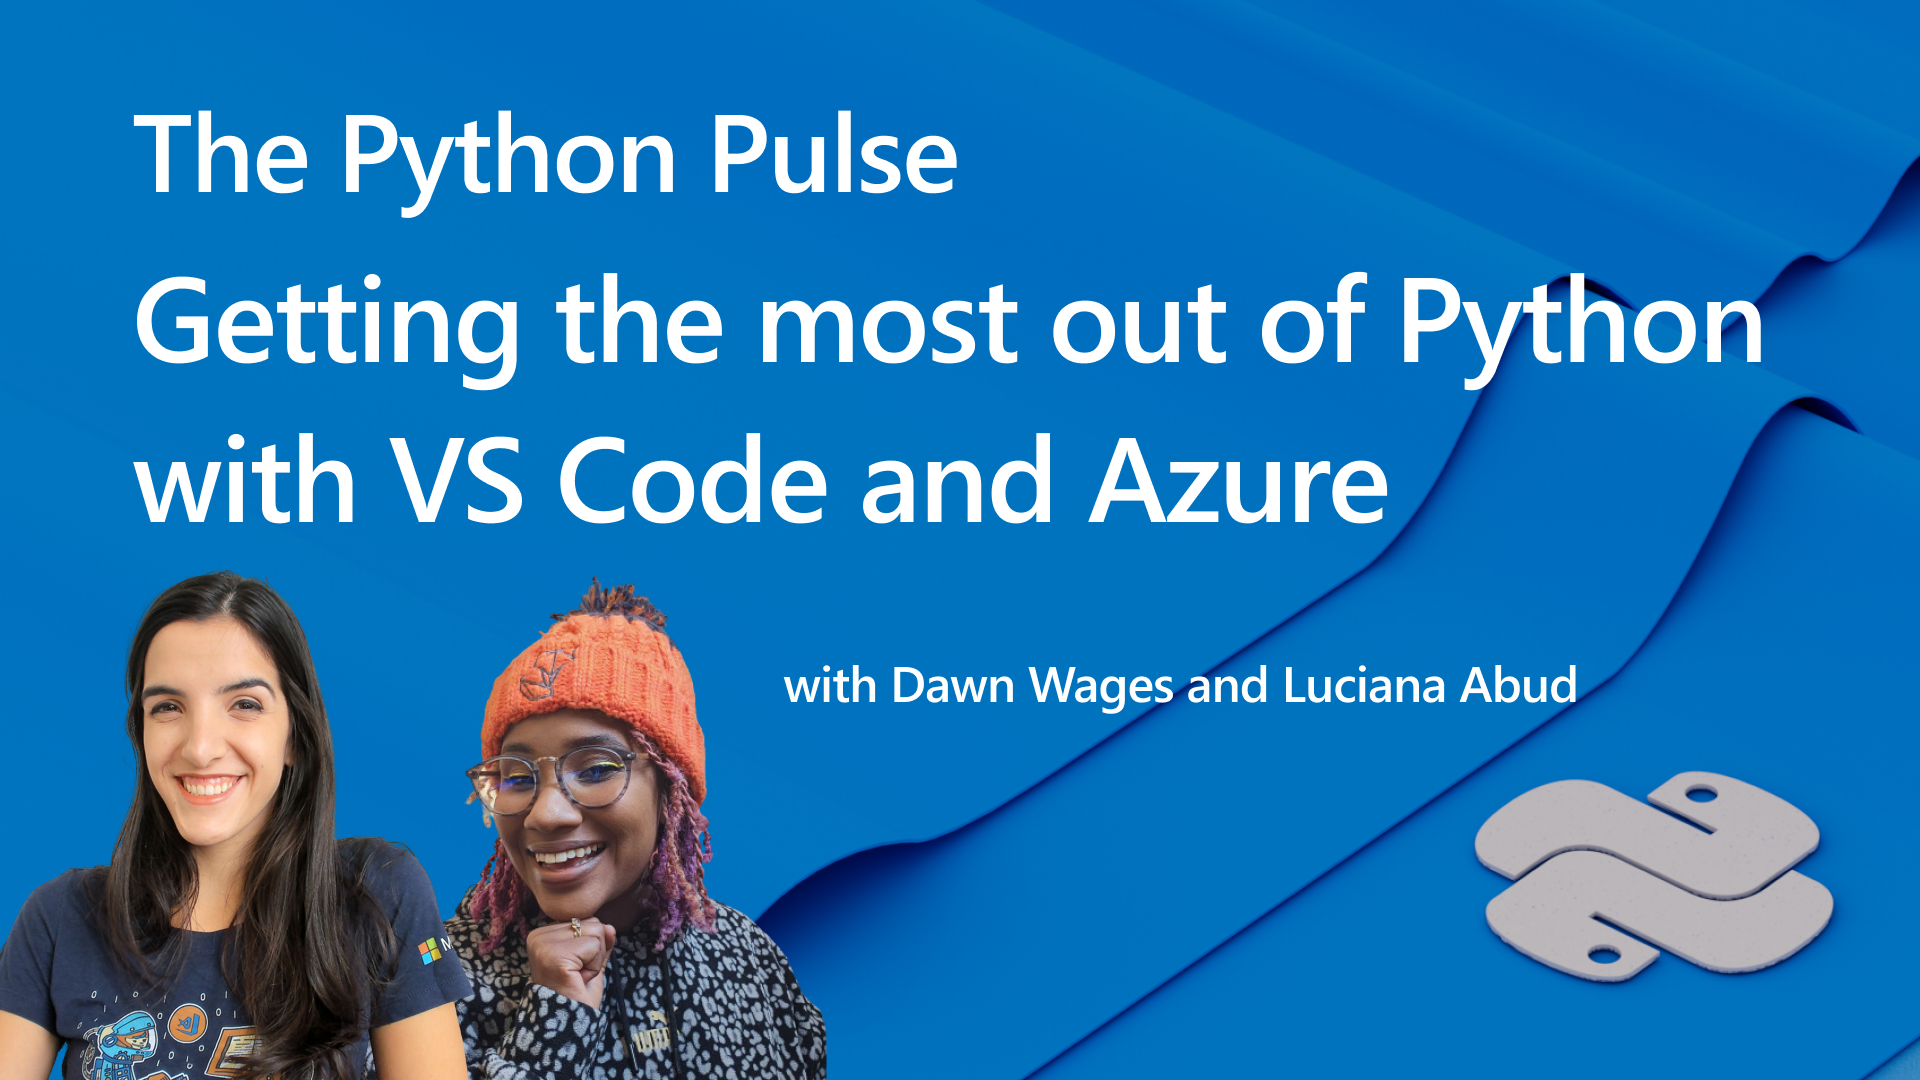 The Python Pulse
Getting the most out of Python
with VS Code and Azure
with Dawn Wages and Luciana Abud